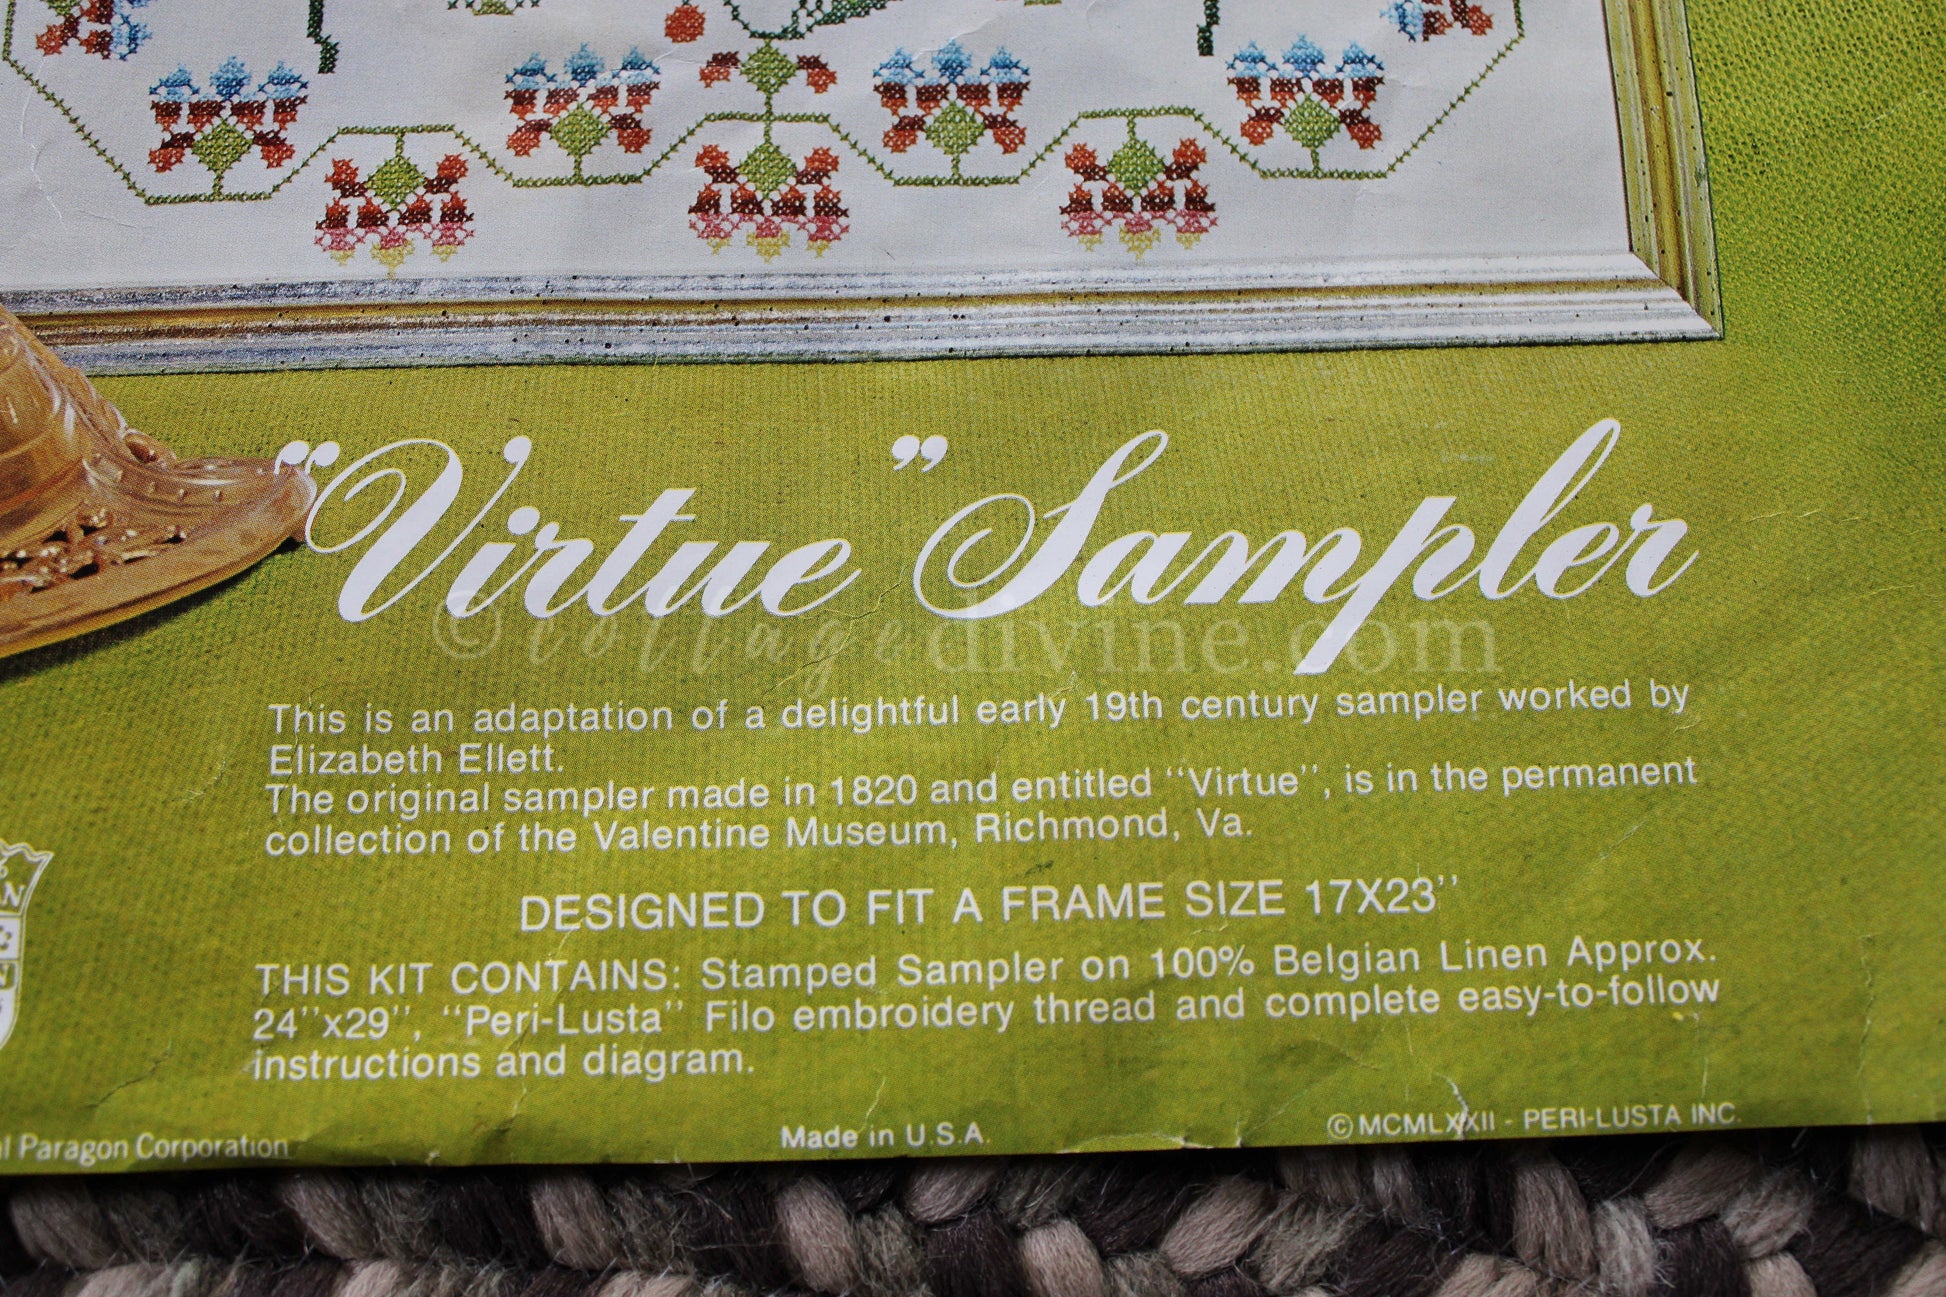 “Virtue” Sampler
©cottagedivine.com
This is an adaptation of a delightful early 19th century sampler worked by
Elizabeth Ellett.
The original sampler made in 1820 and entitled ‘‘Virtue’’, is in the permanent
collection of the Valentine Museum, Richmond, Va.
DESIGNED TO FIT A FRAME SIZE 17X23’’
THIS KIT CONTAINS: Stamped Sampler on 100% Belgian Linen Approx.
24’’x29’’, ‘‘Peri-Lusta’’ Filo embroidery thread and complete easy-to-follow
instructions and diagram.
Paragon Corporation
Made in U.S.A.
© MCMLXXII - PERI-LUSTA INC.